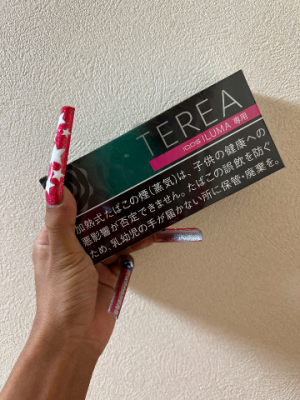 TEREA
IQOS ILUMA 専用
加熱式たばこの煙(蒸気)は、子供の健康への
悪影響が否定できません。たばこの誤飲を防ぐ
ため、乳幼児の手が届かない所に保管・廃棄を。